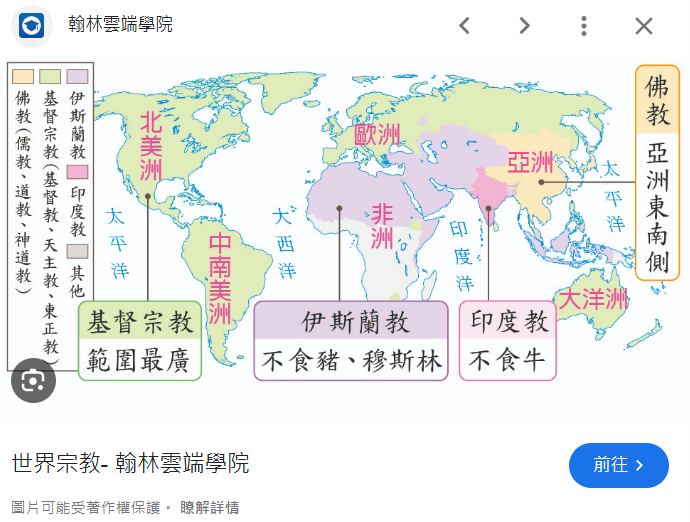 翰林雲端學院
伊斯蘭教
印度教
其他
基督宗教(基督教、天主教、東正教)
佛教(儒教、道教、神道教)
北美洲
歐洲
亞洲
非洲
中南美洲
大洋洲
太平洋
大西洋
印度洋
太平洋
佛教
亞洲東南側
基督宗教
範圍最廣
伊斯蘭教
不食豬、穆斯林
印度教
不食牛
世界宗教- 翰林雲端學院
前往
圖片可能受著作權保護。 瞭解詳情